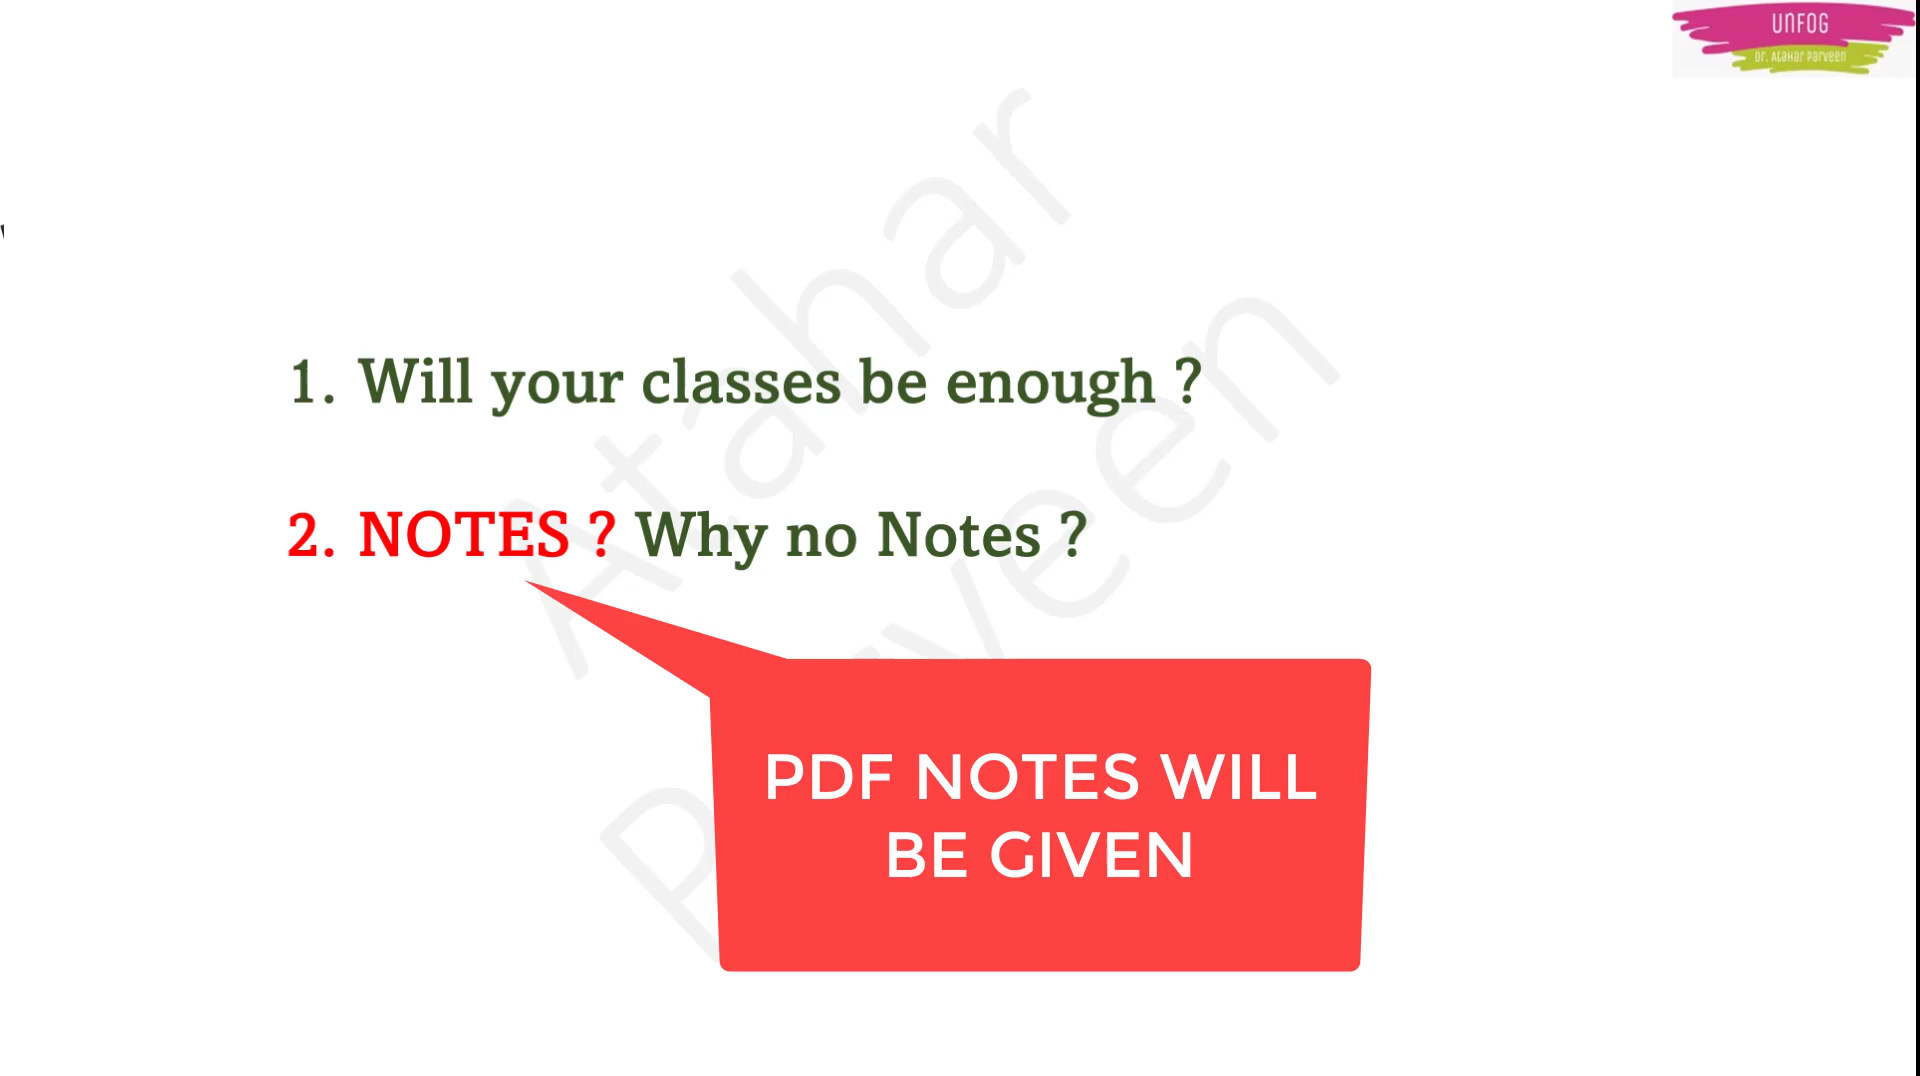 UNFOG
Dr. Atahar Parveen
Atahar
Parveen
1. Will your classes be enough ?
2. NOTES ? Why no Notes ?
PDF NOTES WILL
BE GIVEN